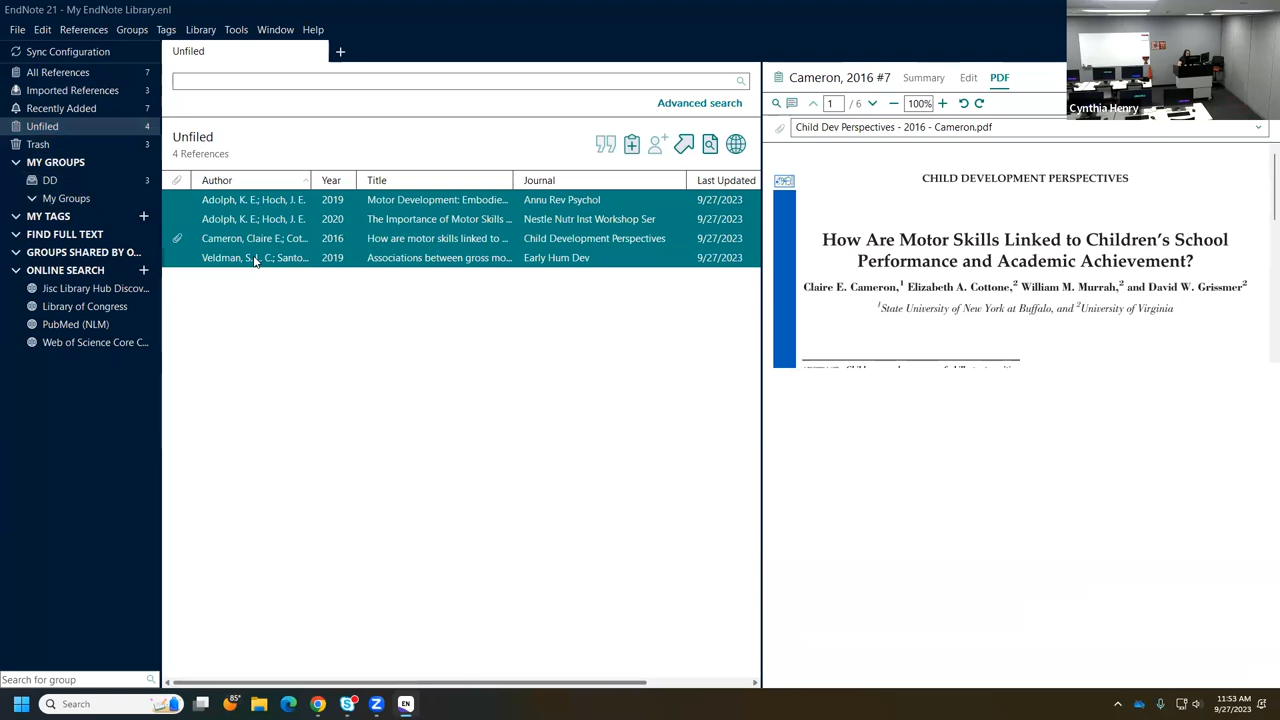 EndNote 21 - My EndNote Library.enl
File Edit References Groups Tags Library Tools Window Help
Sync Configuration
All References 7
Imported References 3
Recently Added 7
Unfiled 4
Trash 3
MY GROUPS
DD 3
My Groups
MY TAGS
FIND FULL TEXT
GROUPS SHARED BY O...
ONLINE SEARCH
Jisc Library Hub Discov...
Library of Congress
PubMed (NLM)
Web of Science Core C...
Search for group
Unfiled
Advanced search
Unfiled
4 References
Author Year Title Journal Last Updated
Adolph, K. E.; Hoch, J. E. 2019 Motor Development: Embodie... Annu Rev Psychol 9/27/2023
Adolph, K. E.; Hoch, J. E. 2020 The Importance of Motor Skills ... Nestle Nutr Inst Workshop Ser 9/27/2023
Cameron, Claire E.; Cot... 2016 How are motor skills linked to ... Child Development Perspectives 9/27/2023
Veldman, S. L. C.; Santo... 2019 Associations between gross mo... Early Hum Dev 9/27/2023
Cameron, 2016 #7 Summary Edit PDF
1 / 6 100%
Child Dev Perspectives - 2016 - Cameron.pdf
CHILD DEVELOPMENT PERSPECTIVES
How Are Motor Skills Linked to Children's School
Performance and Academic Achievement?
Claire E. Cameron,1 Elizabeth A. Cottone,2 William M. Murrah,2 and David W. Grissmer2
1State University of New York at Buffalo, and 2University of Virginia
Cynthia Henry
Search
85°
EN
11:53 AM
9/27/2023